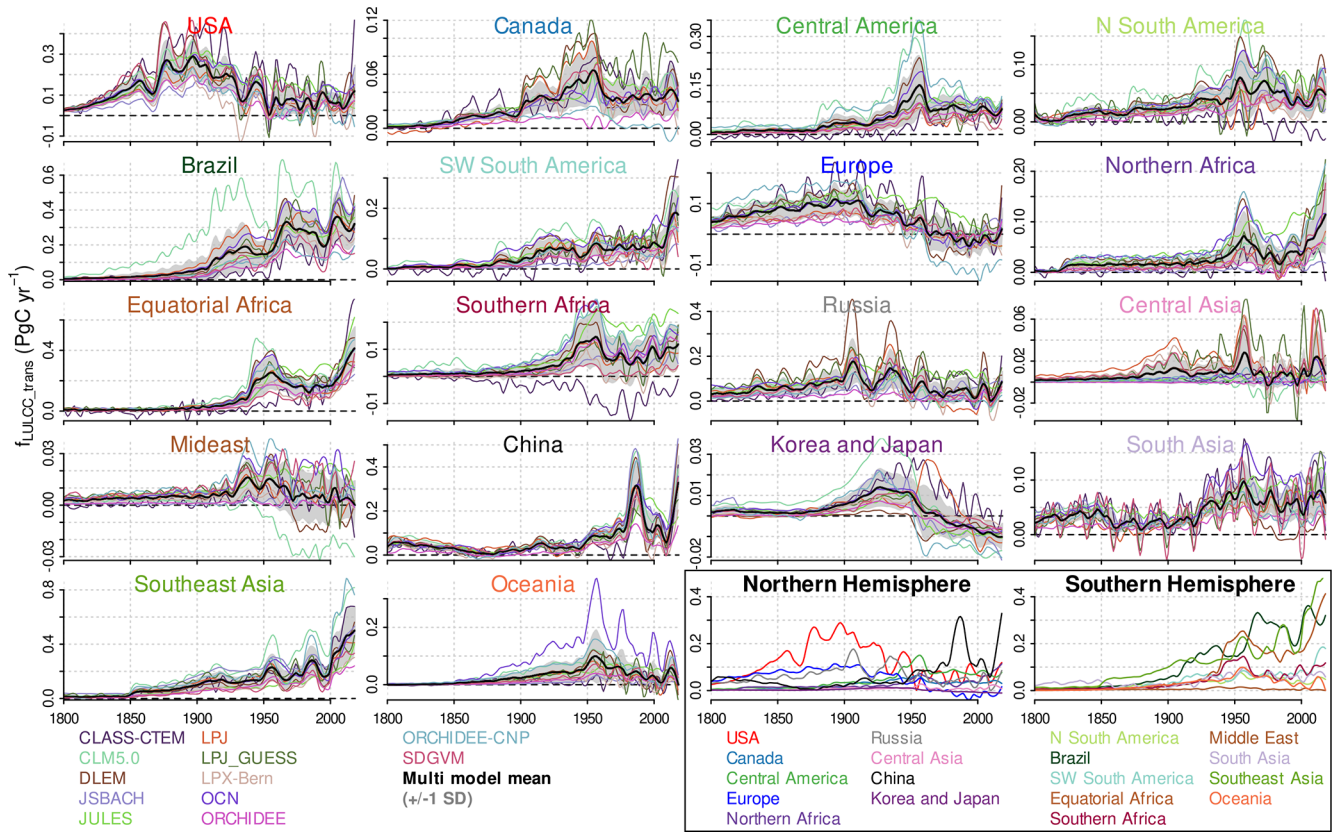 USA
Canada
Central America
N South America
-0.1 0.1 0.3
0.00 0.06 0.12
0.00 0.15 0.30
0.00 0.10
Brazil
SW South America
Europe
Northern Africa
0.0 0.2 0.4 0.6
0.0 0.2
-0.1 0.1
0.00 0.10 0.20
fLULCC_trans (PgC yr−1)
Equatorial Africa
Southern Africa
Russia
Central Asia
0.0 0.4
-0.1 0.1
0.0 0.2 0.4
-0.02 0.02 0.06
Mideast
China
Korea and Japan
South Asia
-0.03 0.00 0.03
0.0 0.2 0.4
-0.02 0.01 0.03
0.00 0.10
Southeast Asia
Oceania
Northern Hemisphere
Southern Hemisphere
0.0 0.4 0.8
0.0 0.2
0.0 0.2 0.4
0.0 0.2 0.4
1800 1850 1900 1950 2000
1800 1850 1900 1950 2000
1800 1850 1900 1950 2000
1800 1850 1900 1950 2000
CLASS-CTEM
CLM5.0
DLEM
JSBACH
JULES
LPJ
LPJ_GUESS
LPX-Bern
OCN
ORCHIDEE
ORCHIDEE-CNP
SDGVM
Multi model mean
(+/-1 SD)
USA
Canada
Central America
Europe
Northern Africa
Russia
Central Asia
China
Korea and Japan
N South America
Brazil
SW South America
Equatorial Africa
Southern Africa
Middle East
South Asia
Southeast Asia
Oceania